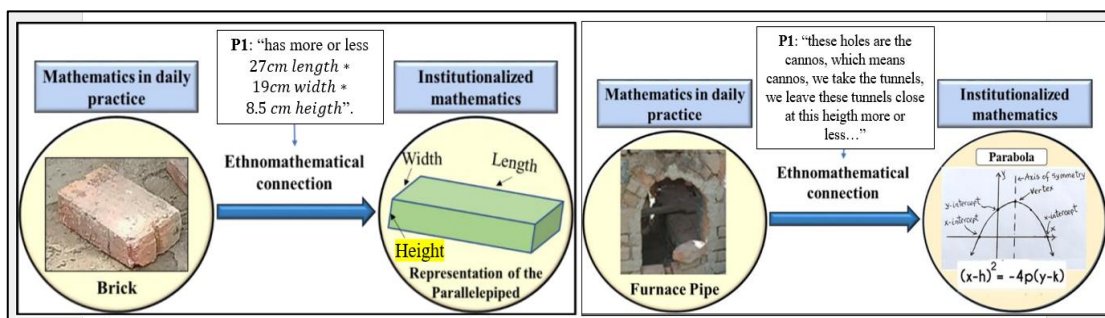 P1: “has more or less
27cm length *
19cm width *
8.5 cm heigth”.
Mathematics in daily
practice
Institutionalized
mathematics
Ethnomathematical
connection
Width
Length
Height
Brick
Representation of the
Parallelepiped
P1: “these holes are the
cannos, which means
cannos, we take the tunnels,
we leave these tunnels close
at this heigth more or
less…”
Mathematics in daily
practice
Institutionalized
mathematics
Ethnomathematical
connection
Furnace Pipe
Parabola
y
Axis of symmetry
Vertex
y-intercept
x-intercept
x-intercept
x
(x-h)² = -4p(y-k)